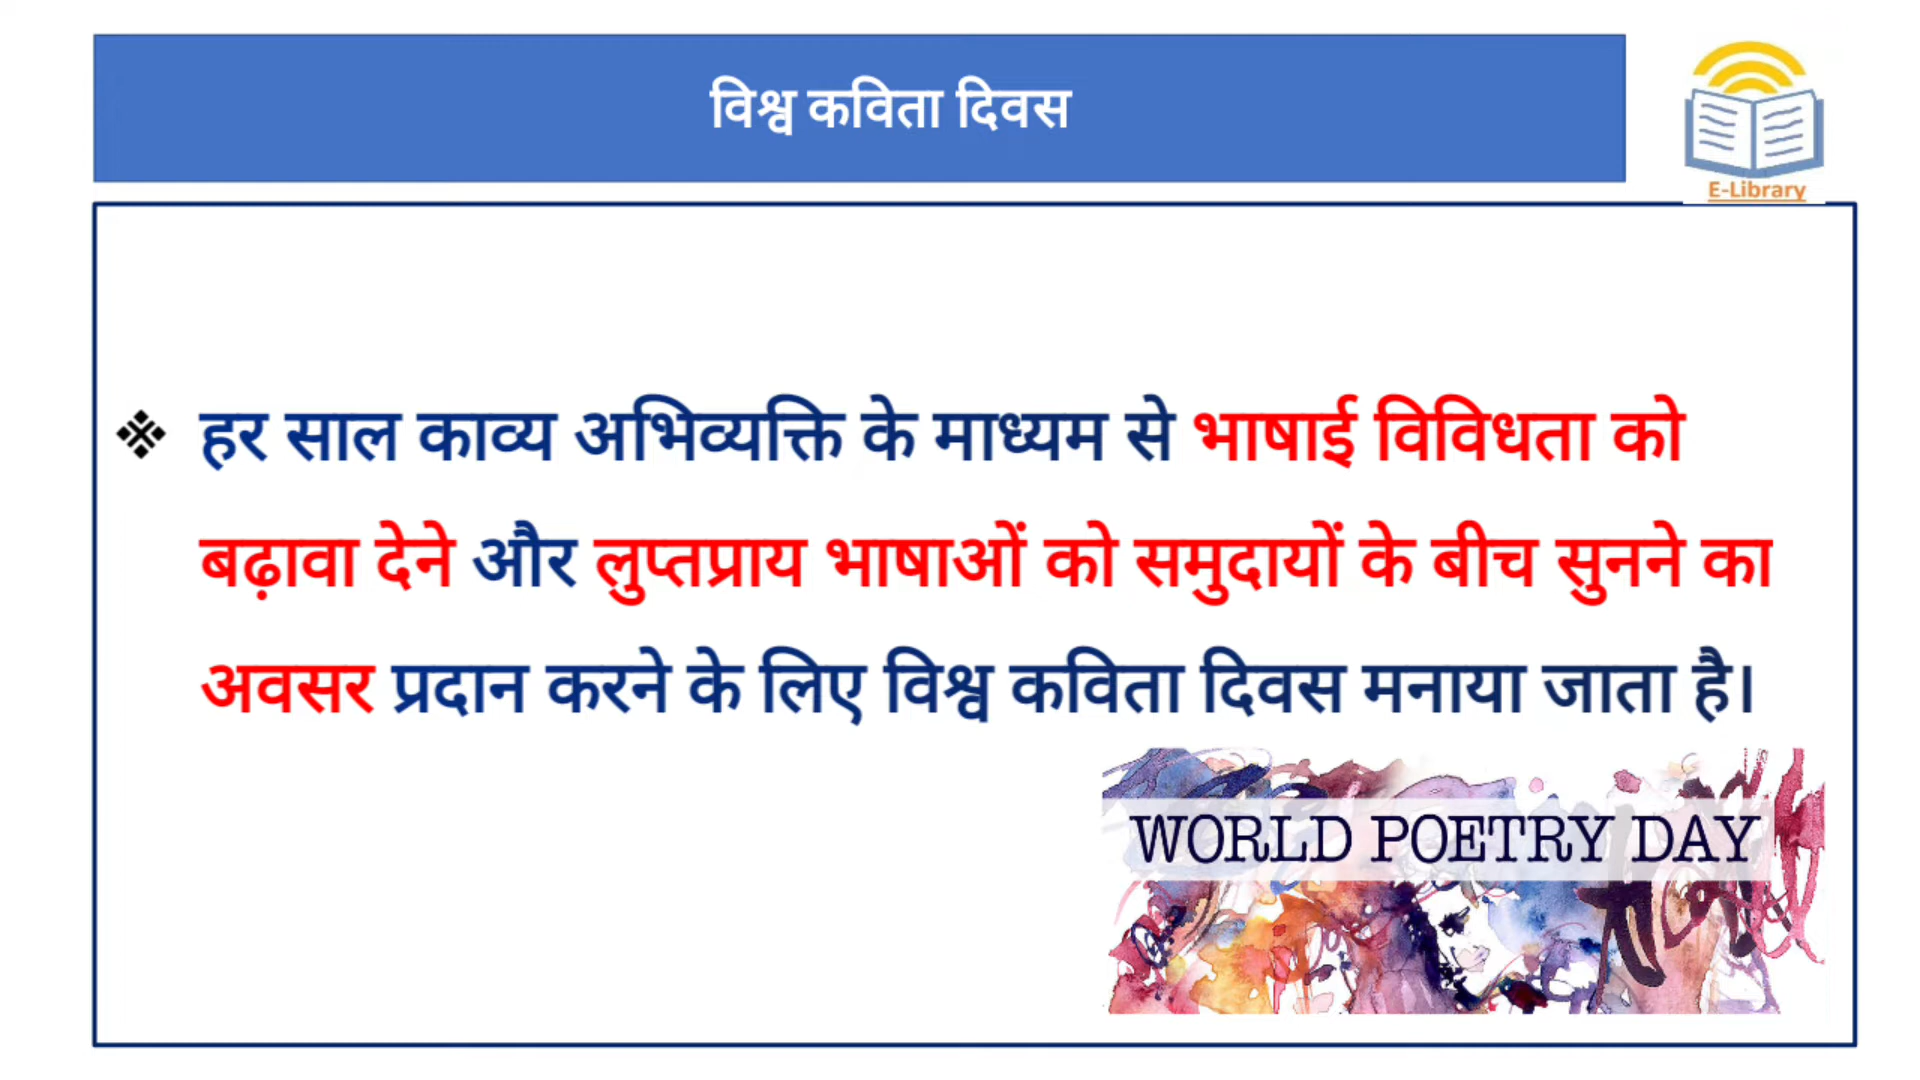 विश्व कविता दिवस
E-Library
❖ हर साल काव्य अभिव्यक्ति के माध्यम से भाषाई विविधता को
बढ़ावा देने और लुप्तप्राय भाषाओं को समुदायों के बीच सुनने का
अवसर प्रदान करने के लिए विश्व कविता दिवस मनाया जाता है।
WORLD POETRY DAY